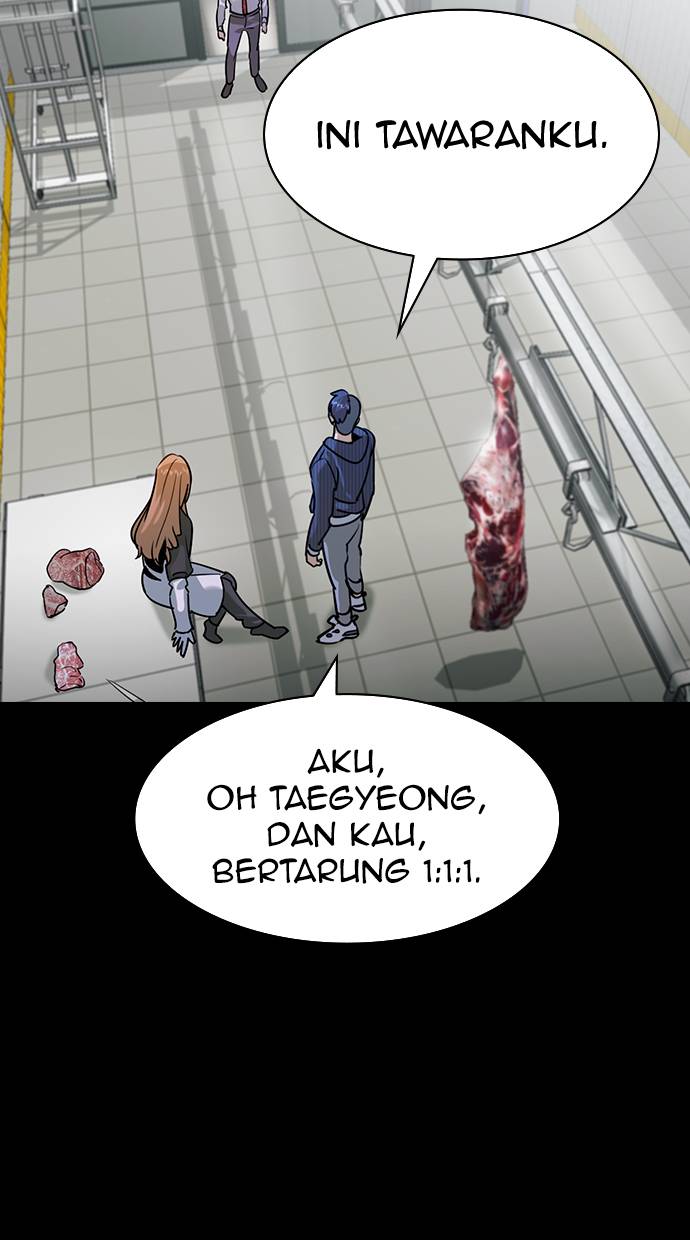 INI TAWARANKU.
AKU,
OH TAEGYEONG,
DAN KAU,
BERTARUNG 1:1:1.